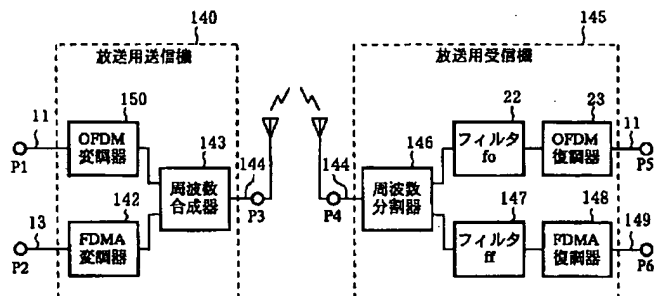 140
145
放送用送信機
放送用受信機
11
150
22
23
11
P1
OFDM
変調器
143
146
フィルタ
fo
OFDM
復調器
P5
周波数
合成器
144
P3
144
P4
周波数
分割器
13
142
147
148
149
P2
FDMA
変調器
フィルタ
ff
FDMA
復調器
P6